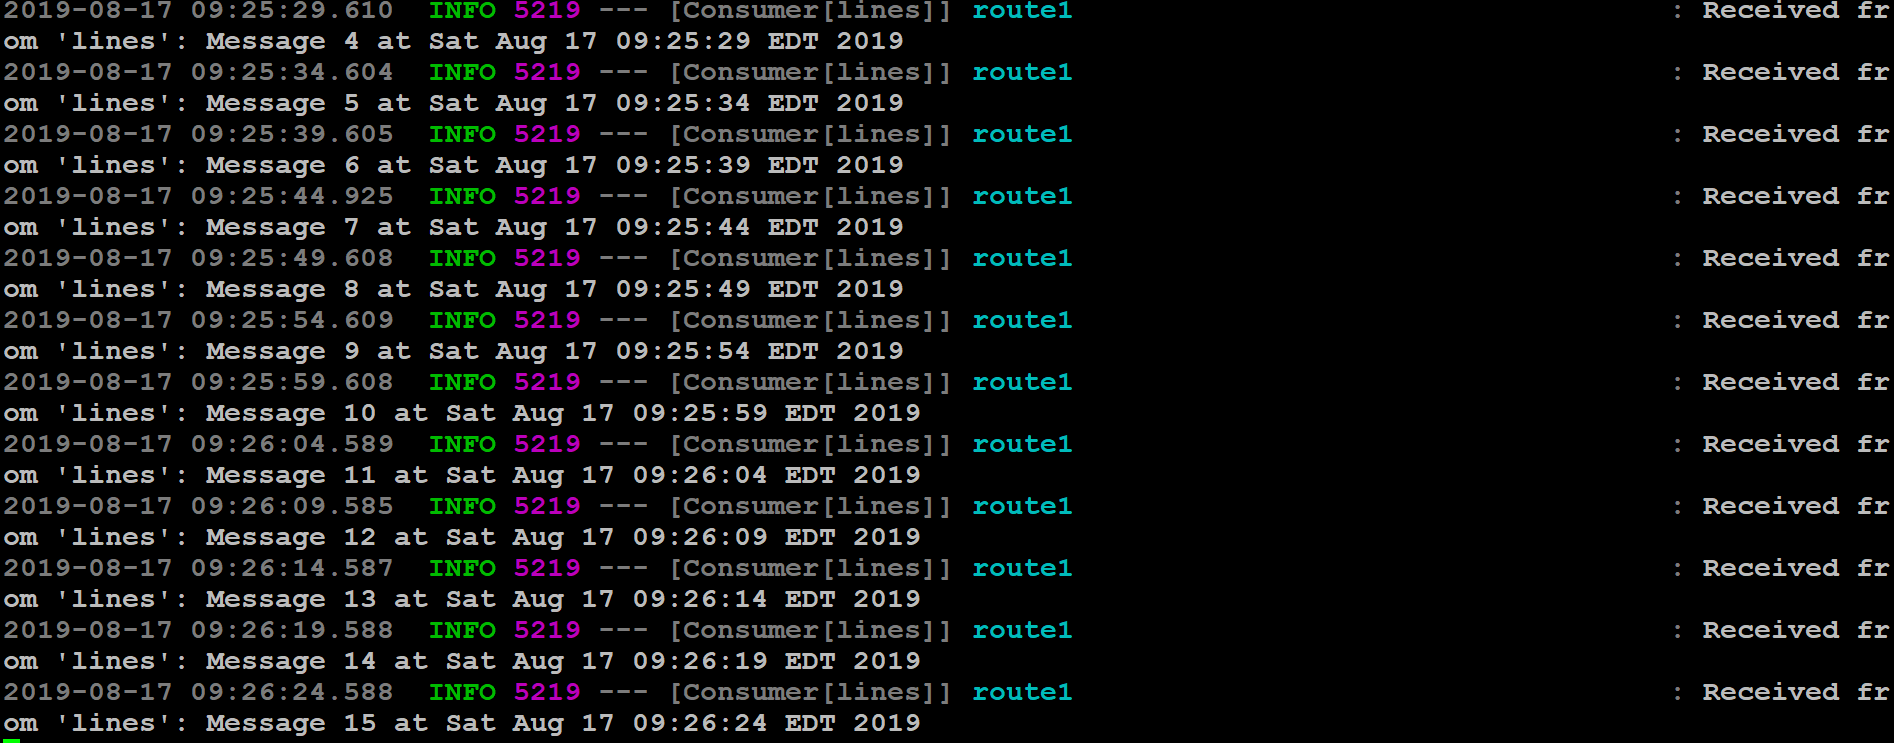 2019-08-17 09:25:29.610  INFO 5219 --- [Consumer[lines]] route1                                   : Received fr
om 'lines': Message 4 at Sat Aug 17 09:25:29 EDT 2019
2019-08-17 09:25:34.604  INFO 5219 --- [Consumer[lines]] route1                                   : Received fr
om 'lines': Message 5 at Sat Aug 17 09:25:34 EDT 2019
2019-08-17 09:25:39.605  INFO 5219 --- [Consumer[lines]] route1                                   : Received fr
om 'lines': Message 6 at Sat Aug 17 09:25:39 EDT 2019
2019-08-17 09:25:44.925  INFO 5219 --- [Consumer[lines]] route1                                   : Received fr
om 'lines': Message 7 at Sat Aug 17 09:25:44 EDT 2019
2019-08-17 09:25:49.608  INFO 5219 --- [Consumer[lines]] route1                                   : Received fr
om 'lines': Message 8 at Sat Aug 17 09:25:49 EDT 2019
2019-08-17 09:25:54.609  INFO 5219 --- [Consumer[lines]] route1                                   : Received fr
om 'lines': Message 9 at Sat Aug 17 09:25:54 EDT 2019
2019-08-17 09:25:59.608  INFO 5219 --- [Consumer[lines]] route1                                   : Received fr
om 'lines': Message 10 at Sat Aug 17 09:25:59 EDT 2019
2019-08-17 09:26:04.589  INFO 5219 --- [Consumer[lines]] route1                                   : Received fr
om 'lines': Message 11 at Sat Aug 17 09:26:04 EDT 2019
2019-08-17 09:26:09.585  INFO 5219 --- [Consumer[lines]] route1                                   : Received fr
om 'lines': Message 12 at Sat Aug 17 09:26:09 EDT 2019
2019-08-17 09:26:14.587  INFO 5219 --- [Consumer[lines]] route1                                   : Received fr
om 'lines': Message 13 at Sat Aug 17 09:26:14 EDT 2019
2019-08-17 09:26:19.588  INFO 5219 --- [Consumer[lines]] route1                                   : Received fr
om 'lines': Message 14 at Sat Aug 17 09:26:19 EDT 2019
2019-08-17 09:26:24.588  INFO 5219 --- [Consumer[lines]] route1                                   : Received fr
om 'lines': Message 15 at Sat Aug 17 09:26:24 EDT 2019